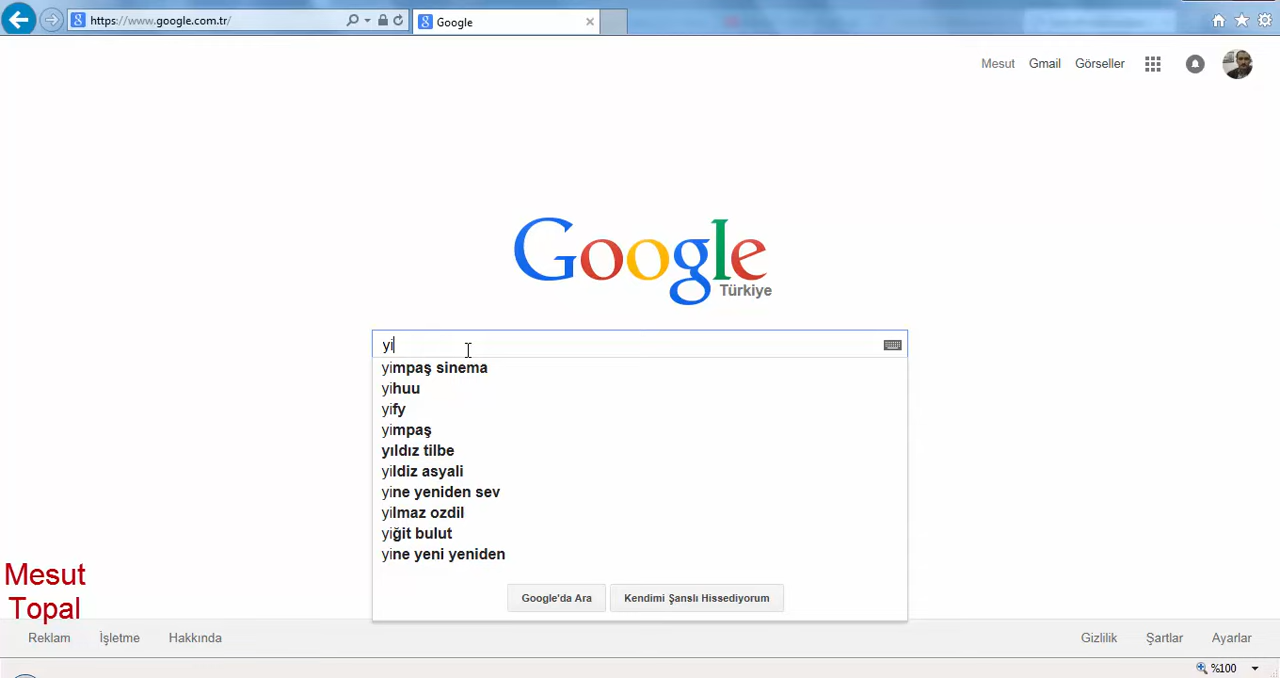 https://www.google.com.tr/
Google
Mesut Gmail Görseller
Google
Türkiye
yi
yimpaş sinema
yihuu
yify
yimpaş
yıldız tilbe
yildiz asyali
yine yeniden sev
yilmaz ozdil
yiğit bulut
yine yeni yeniden
Google'da Ara Kendimi Şanslı Hissediyorum
Mesut
Topal
Reklam İşletme Hakkında Gizlilik Şartlar Ayarlar
%100